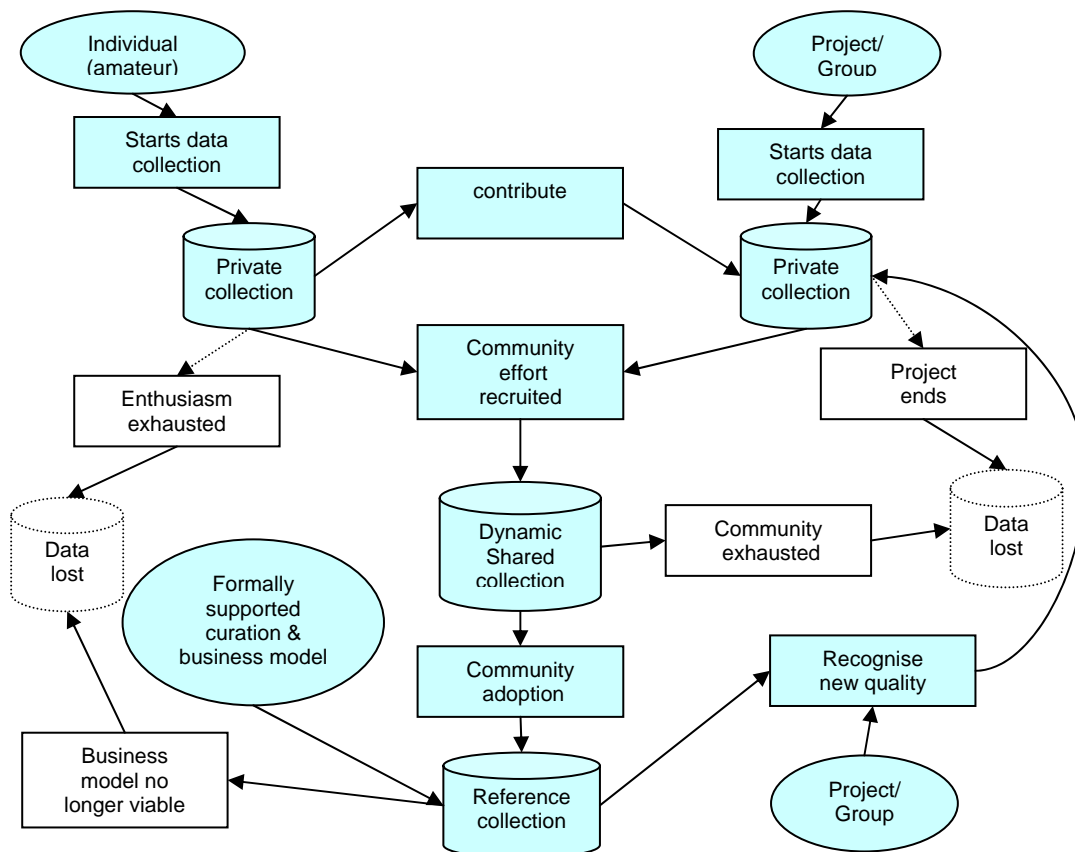 Individual
(amateur)
Project/
Group
Starts data
collection
Starts data
collection
contribute
Private
collection
Private
collection
Community
effort
recruited
Enthusiasm
exhausted
Project
ends
Data
lost
Dynamic
Shared
collection
Community
exhausted
Data
lost
Formally
supported
curation &
business model
Community
adoption
Recognise
new quality
Business
model no
longer viable
Reference
collection
Project/
Group